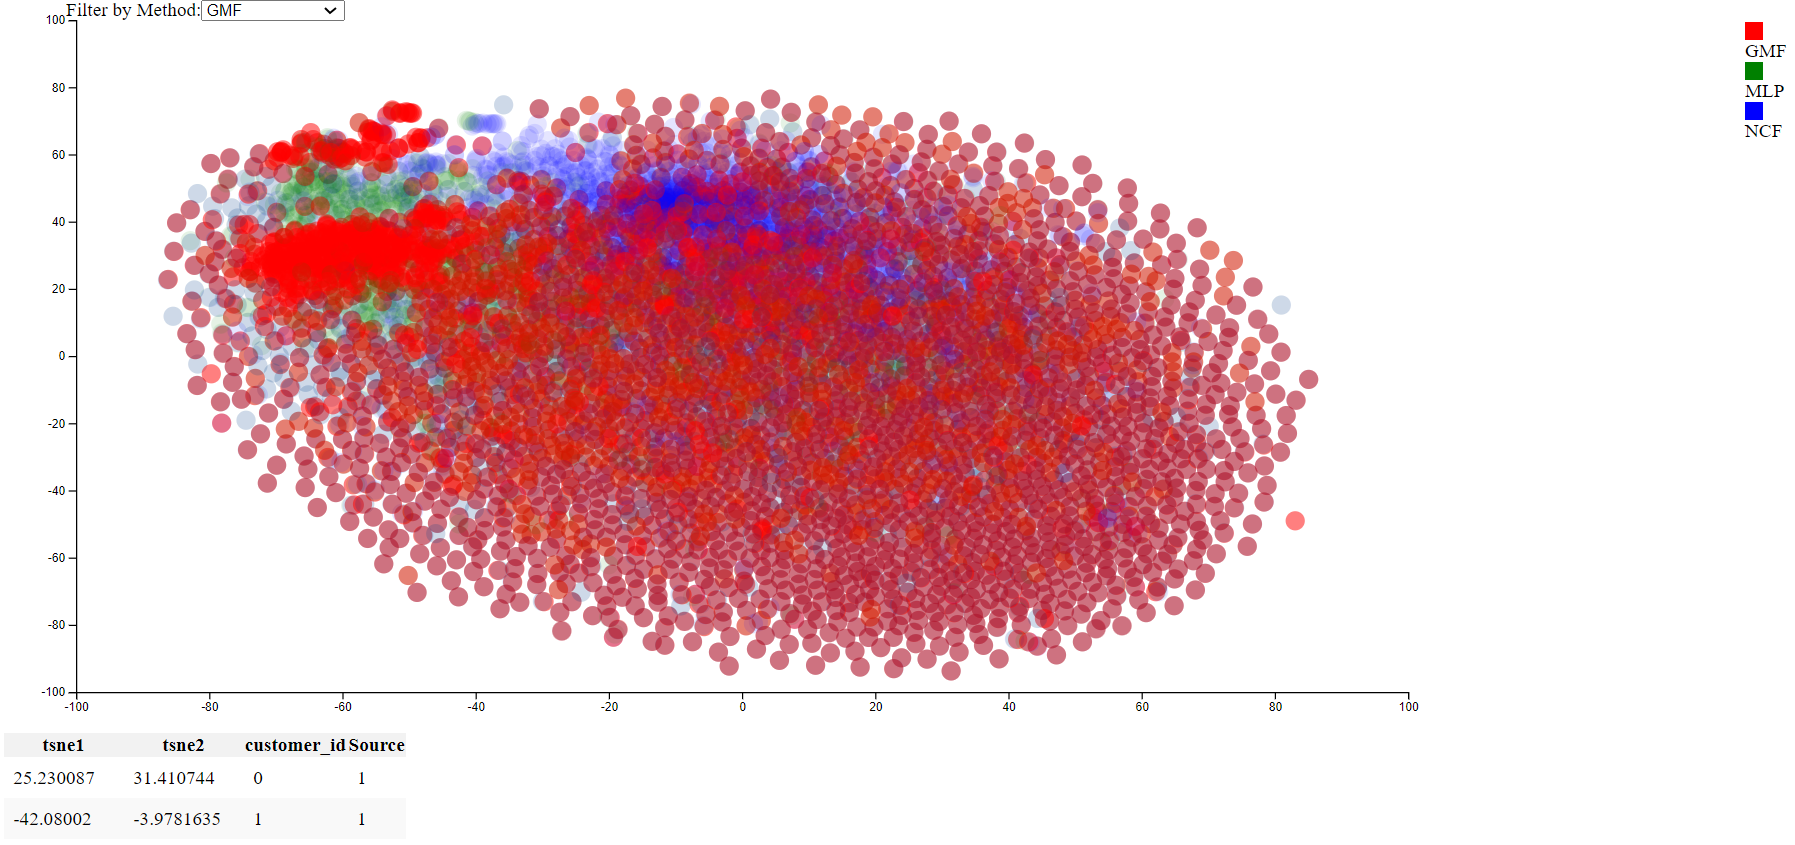 Filter by Method: GMF
GMF
MLP
NCF
100
80
60
40
20
0
-20
-40
-60
-80
-100
-100 -80 -60 -40 -20 0 20 40 60 80 100
tsne1 tsne2 customer_id Source
25.230087 31.410744 0 1
-42.08002 -3.9781635 1 1